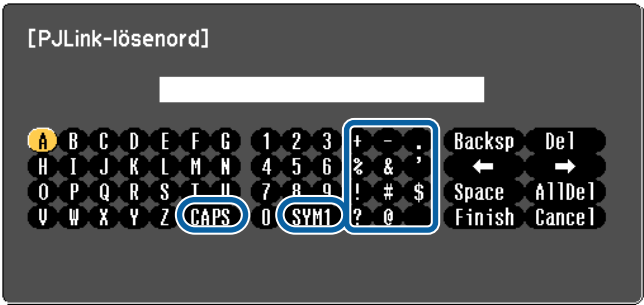 [PJLink-lösenord]
A B C D E F G 1 2 3 + - . Backsp Del
H I J K L M N 4 5 6 % & ' ← →
O P Q R S T U 7 8 9 ! # $ Space AllDel
V W X Y Z CAPS 0 SYM1 ? @ Finish Cancel